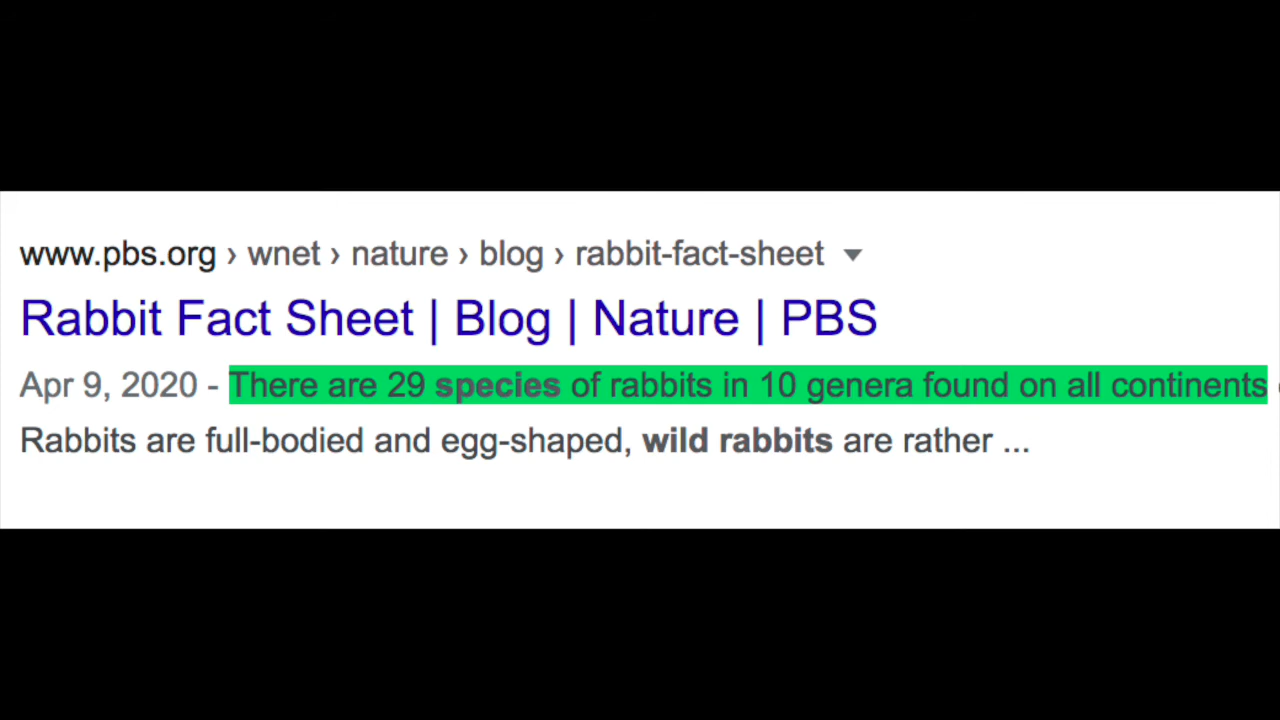 www.pbs.org › wnet › nature › blog › rabbit-fact-sheet
Rabbit Fact Sheet | Blog | Nature | PBS
Apr 9, 2020 - There are 29 species of rabbits in 10 genera found on all continents
Rabbits are full-bodied and egg-shaped, wild rabbits are rather ...